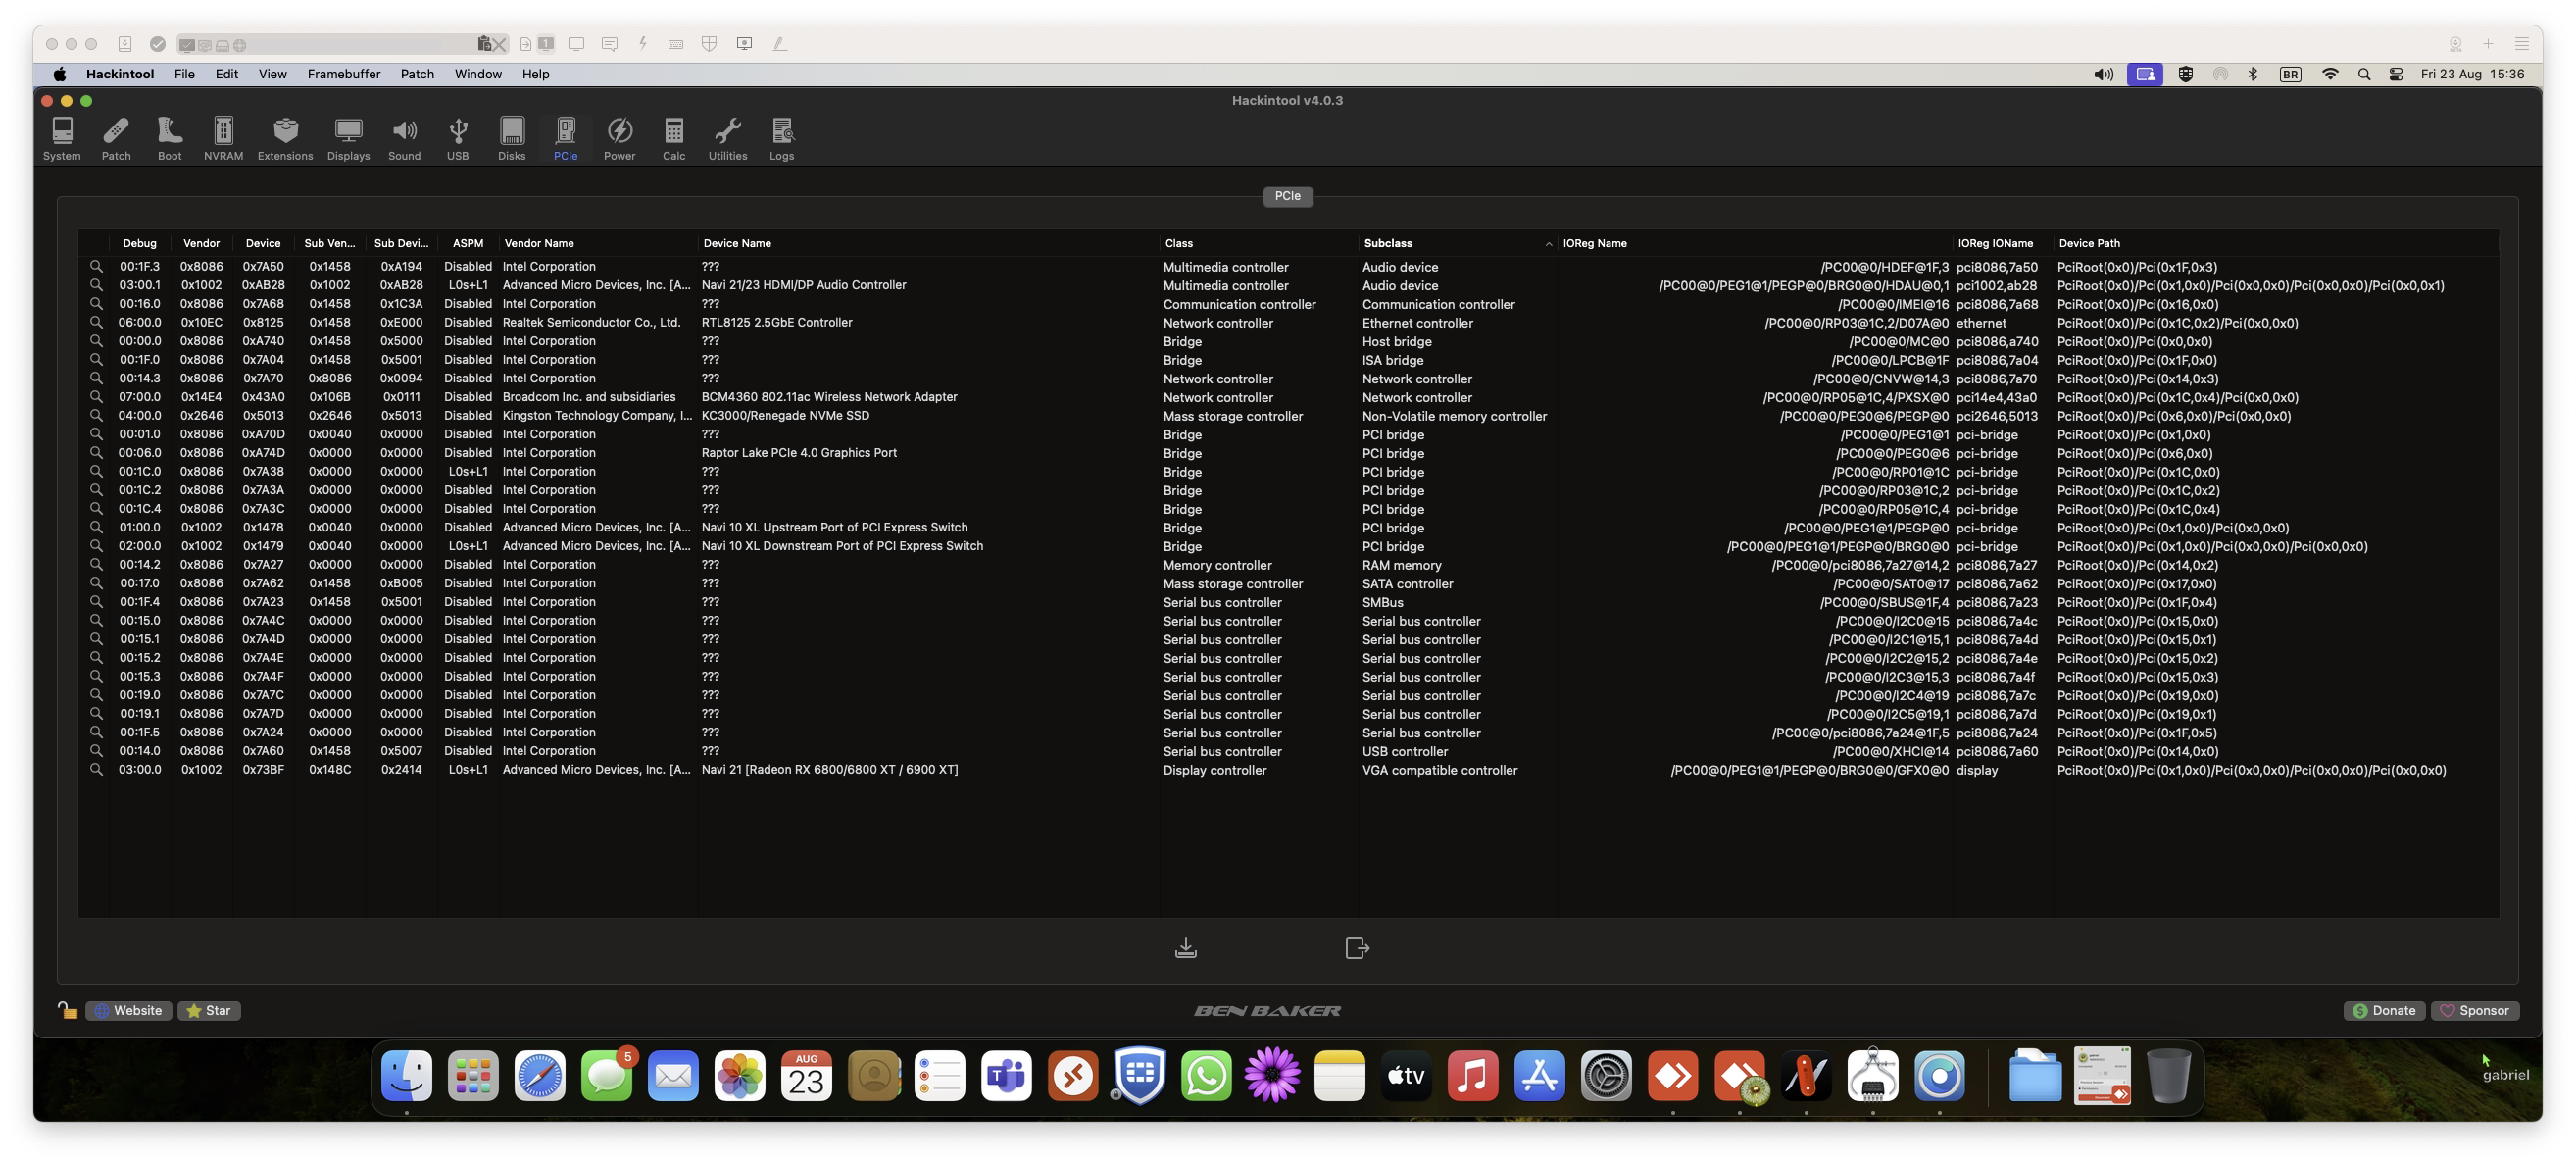 1
Hackintool File Edit View Framebuffer Patch Window Help BR Fri 23 Aug 15:36
Hackintool v4.0.3
System Patch Boot NVRAM Extensions Displays Sound USB Disks PCIe Power Calc Utilities Logs
PCIe
Debug Vendor Device Sub Ven... Sub Devi... ASPM Vendor Name Device Name Class Subclass IOReg Name IOReg IOName Device Path
00:1F.3 0x8086 0x7A50 0x1458 0xA194 Disabled Intel Corporation ??? Multimedia controller Audio device /PC00@0/HDEF@1F,3 pci8086,7a50 PciRoot(0x0)/Pci(0x1F,0x3)
03:00.1 0x1002 0xAB28 0x1002 0xAB28 L0s+L1 Advanced Micro Devices, Inc. [A... Navi 21/23 HDMI/DP Audio Controller Multimedia controller Audio device /PC00@0/PEG1@1/PEGP@0/BRG0@0/HDAU@0,1 pci1002,ab28 PciRoot(0x0)/Pci(0x1,0x0)/Pci(0x0,0x0)/Pci(0x0,0x0)/Pci(0x0,0x1)
00:16.0 0x8086 0x7A68 0x1458 0x1C3A Disabled Intel Corporation ??? Communication controller Communication controller /PC00@0/IMEI@16 pci8086,7a68 PciRoot(0x0)/Pci(0x16,0x0)
06:00.0 0x10EC 0x8125 0x1458 0xE000 Disabled Realtek Semiconductor Co., Ltd. RTL8125 2.5GbE Controller Network controller Ethernet controller /PC00@0/RP03@1C,2/D07A@0 ethernet PciRoot(0x0)/Pci(0x1C,0x2)/Pci(0x0,0x0)
00:00.0 0x8086 0xA740 0x1458 0x5000 Disabled Intel Corporation ??? Bridge Host bridge /PC00@0/MC@0 pci8086,a740 PciRoot(0x0)/Pci(0x0,0x0)
00:1F.0 0x8086 0x7A04 0x1458 0x5001 Disabled Intel Corporation ??? Bridge ISA bridge /PC00@0/LPCB@1F pci8086,7a04 PciRoot(0x0)/Pci(0x1F,0x0)
00:14.3 0x8086 0x7A70 0x8086 0x0094 Disabled Intel Corporation ??? Network controller Network controller /PC00@0/CNVW@14,3 pci8086,7a70 PciRoot(0x0)/Pci(0x14,0x3)
07:00.0 0x14E4 0x43A0 0x106B 0x0111 Disabled Broadcom Inc. and subsidiaries BCM4360 802.11ac Wireless Network Adapter Network controller Network controller /PC00@0/RP05@1C,4/PXSX@0 pci14e4,43a0 PciRoot(0x0)/Pci(0x1C,0x4)/Pci(0x0,0x0)
04:00.0 0x2646 0x5013 0x2646 0x5013 Disabled Kingston Technology Company, I... KC3000/Renegade NVMe SSD Mass storage controller Non-Volatile memory controller /PC00@0/PEG0@6/PEGP@0 pci2646,5013 PciRoot(0x0)/Pci(0x6,0x0)/Pci(0x0,0x0)
00:01.0 0x8086 0xA70D 0x0040 0x0000 Disabled Intel Corporation ??? Bridge PCI bridge /PC00@0/PEG1@1 pci-bridge PciRoot(0x0)/Pci(0x1,0x0)
00:06.0 0x8086 0xA74D 0x0000 0x0000 Disabled Intel Corporation Raptor Lake PCIe 4.0 Graphics Port Bridge PCI bridge /PC00@0/PEG0@6 pci-bridge PciRoot(0x0)/Pci(0x6,0x0)
00:1C.0 0x8086 0x7A38 0x0000 0x0000 L0s+L1 Intel Corporation ??? Bridge PCI bridge /PC00@0/RP01@1C pci-bridge PciRoot(0x0)/Pci(0x1C,0x0)
00:1C.2 0x8086 0x7A3A 0x0000 0x0000 Disabled Intel Corporation ??? Bridge PCI bridge /PC00@0/RP03@1C,2 pci-bridge PciRoot(0x0)/Pci(0x1C,0x2)
00:1C.4 0x8086 0x7A3C 0x0000 0x0000 Disabled Intel Corporation ??? Bridge PCI bridge /PC00@0/RP05@1C,4 pci-bridge PciRoot(0x0)/Pci(0x1C,0x4)
01:00.0 0x1002 0x1478 0x0040 0x0000 Disabled Advanced Micro Devices, Inc. [A... Navi 10 XL Upstream Port of PCI Express Switch Bridge PCI bridge /PC00@0/PEG1@1/PEGP@0 pci-bridge PciRoot(0x0)/Pci(0x1,0x0)/Pci(0x0,0x0)
02:00.0 0x1002 0x1479 0x0040 0x0000 L0s+L1 Advanced Micro Devices, Inc. [A... Navi 10 XL Downstream Port of PCI Express Switch Bridge PCI bridge /PC00@0/PEG1@1/PEGP@0/BRG0@0 pci-bridge PciRoot(0x0)/Pci(0x1,0x0)/Pci(0x0,0x0)/Pci(0x0,0x0)
00:14.2 0x8086 0x7A27 0x0000 0x0000 Disabled Intel Corporation ??? Memory controller RAM memory /PC00@0/pci8086,7a27@14,2 pci8086,7a27 PciRoot(0x0)/Pci(0x14,0x2)
00:17.0 0x8086 0x7A62 0x1458 0xB005 Disabled Intel Corporation ??? Mass storage controller SATA controller /PC00@0/SAT0@17 pci8086,7a62 PciRoot(0x0)/Pci(0x17,0x0)
00:1F.4 0x8086 0x7A23 0x1458 0x5001 Disabled Intel Corporation ??? Serial bus controller SMBus /PC00@0/SBUS@1F,4 pci8086,7a23 PciRoot(0x0)/Pci(0x1F,0x4)
00:15.0 0x8086 0x7A4C 0x0000 0x0000 Disabled Intel Corporation ??? Serial bus controller Serial bus controller /PC00@0/I2C0@15 pci8086,7a4c PciRoot(0x0)/Pci(0x15,0x0)
00:15.1 0x8086 0x7A4D 0x0000 0x0000 Disabled Intel Corporation ??? Serial bus controller Serial bus controller /PC00@0/I2C1@15,1 pci8086,7a4d PciRoot(0x0)/Pci(0x15,0x1)
00:15.2 0x8086 0x7A4E 0x0000 0x0000 Disabled Intel Corporation ??? Serial bus controller Serial bus controller /PC00@0/I2C2@15,2 pci8086,7a4e PciRoot(0x0)/Pci(0x15,0x2)
00:15.3 0x8086 0x7A4F 0x0000 0x0000 Disabled Intel Corporation ??? Serial bus controller Serial bus controller /PC00@0/I2C3@15,3 pci8086,7a4f PciRoot(0x0)/Pci(0x15,0x3)
00:19.0 0x8086 0x7A7C 0x0000 0x0000 Disabled Intel Corporation ??? Serial bus controller Serial bus controller /PC00@0/I2C4@19 pci8086,7a7c PciRoot(0x0)/Pci(0x19,0x0)
00:19.1 0x8086 0x7A7D 0x0000 0x0000 Disabled Intel Corporation ??? Serial bus controller Serial bus controller /PC00@0/I2C5@19,1 pci8086,7a7d PciRoot(0x0)/Pci(0x19,0x1)
00:1F.5 0x8086 0x7A24 0x0000 0x0000 Disabled Intel Corporation ??? Serial bus controller Serial bus controller /PC00@0/pci8086,7a24@1F,5 pci8086,7a24 PciRoot(0x0)/Pci(0x1F,0x5)
00:14.0 0x8086 0x7A60 0x1458 0x5007 Disabled Intel Corporation ??? Serial bus controller USB controller /PC00@0/XHCI@14 pci8086,7a60 PciRoot(0x0)/Pci(0x14,0x0)
03:00.0 0x1002 0x73BF 0x148C 0x2414 L0s+L1 Advanced Micro Devices, Inc. [A... Navi 21 [Radeon RX 6800/6800 XT / 6900 XT] Display controller VGA compatible controller /PC00@0/PEG1@1/PEGP@0/BRG0@0/GFX0@0 display PciRoot(0x0)/Pci(0x1,0x0)/Pci(0x0,0x0)/Pci(0x0,0x0)/Pci(0x0,0x0)
Website Star BEN BAKER Donate Sponsor
5
AUG
23
T
tv
gabriel